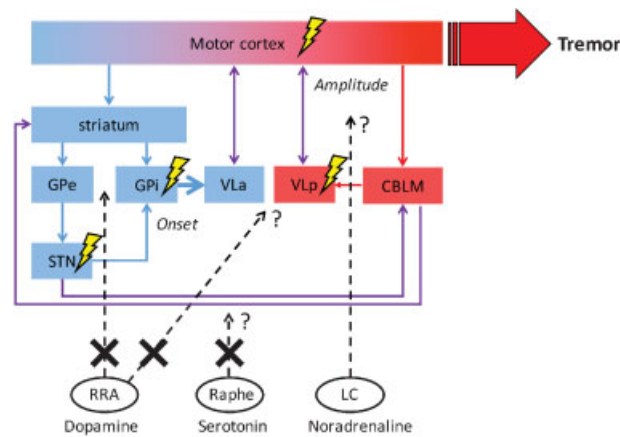 Motor cortex
Tremor
Amplitude
?
striatum
GPe
GPi
VLa
VLp
CBLM
Onset
?
STN
?
RRA
Raphe
LC
Dopamine
Serotonin
Noradrenaline